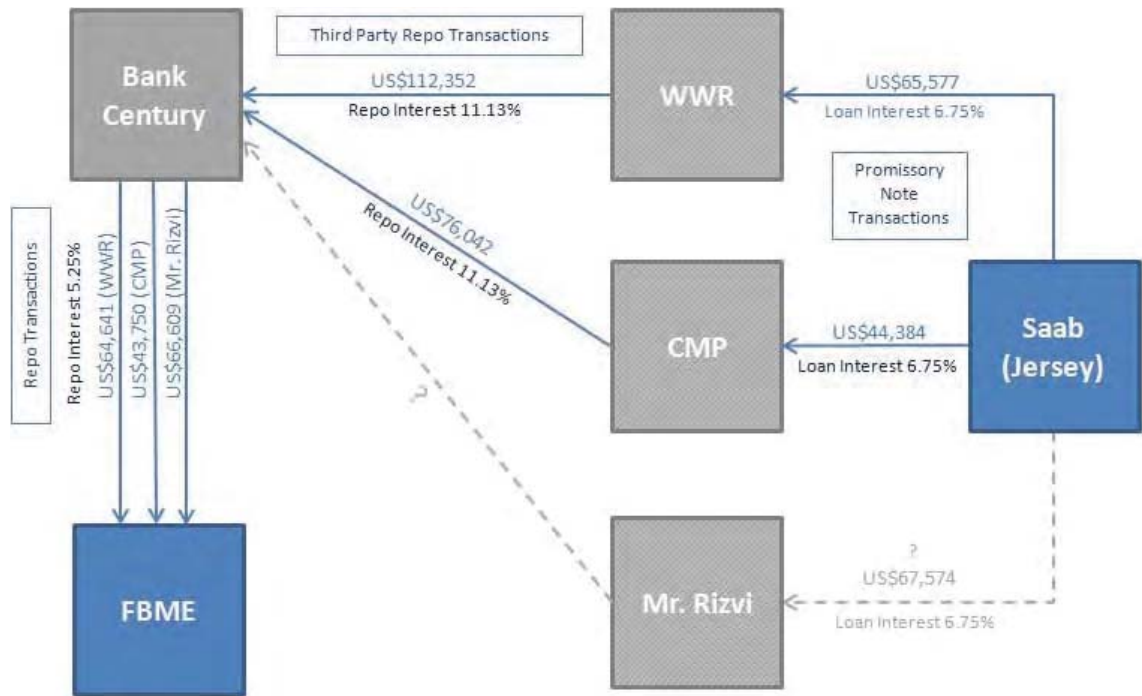 Third Party Repo Transactions
Bank
Century
US$112,352
Repo Interest 11.13%
WWR
US$65,577
Loan Interest 6.75%
Promissory
Note
Transactions
US$76,042
Repo Interest 11.13%
Repo Transactions
Repo Interest 5.25%
US$64,641 (WWR)
US$43,750 (CMP)
US$66,609 (Mr. Rizvi)
CMP
US$44,384
Loan Interest 6.75%
Saab
(Jersey)
?
FBME
Mr. Rizvi
?
US$67,574
Loan Interest 6.75%